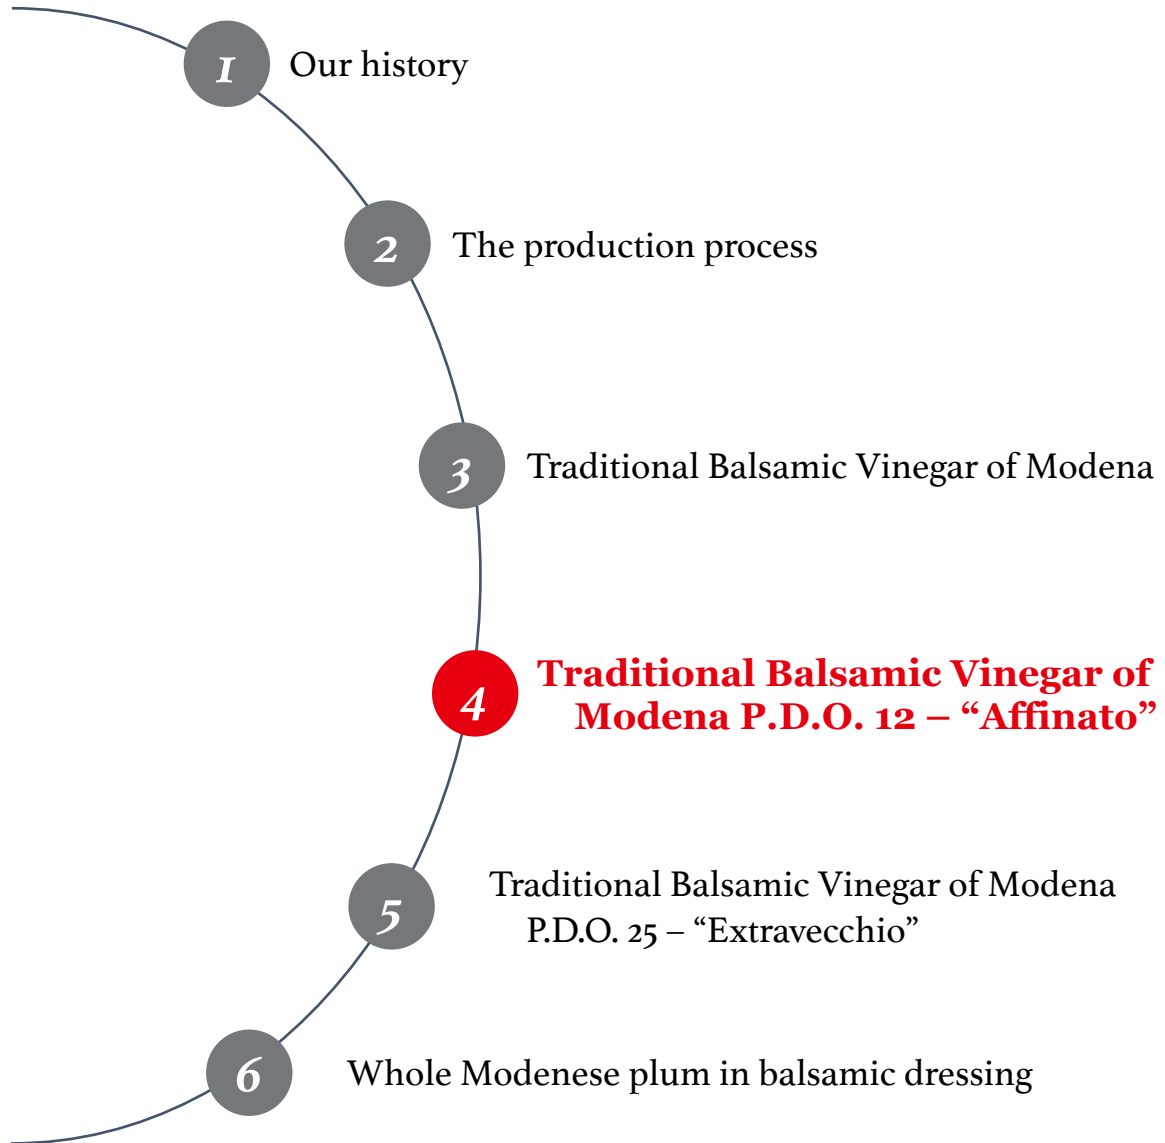 1 Our history
2 The production process
3 Traditional Balsamic Vinegar of Modena
4 Traditional Balsamic Vinegar of
Modena P.D.O. 12 – “Affinato”
5 Traditional Balsamic Vinegar of Modena
P.D.O. 25 – “Extravecchio”
6 Whole Modenese plum in balsamic dressing